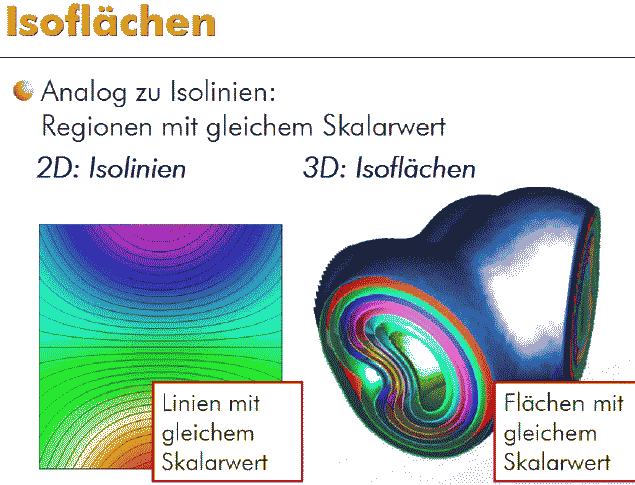 Isoflächen
Analog zu Isolinien:
Regionen mit gleichem Skalarwert
2D: Isolinien
3D: Isoflächen
Linien mit
gleichem
Skalarwert
Flächen mit
gleichem
Skalarwert